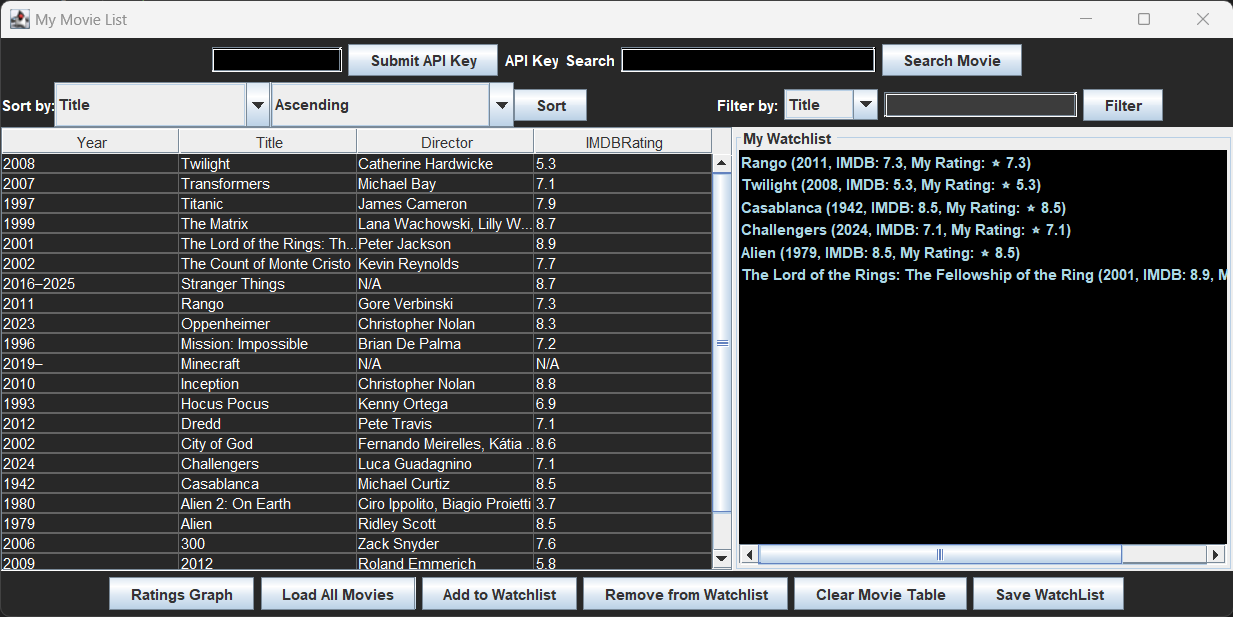 My Movie List
Submit API Key API Key Search Search Movie
Sort by: Title Ascending Sort Filter by: Title Filter
Year Title Director IMDBRating
2008 Twilight Catherine Hardwicke 5.3
2007 Transformers Michael Bay 7.1
1997 Titanic James Cameron 7.9
1999 The Matrix Lana Wachowski, Lilly W... 8.7
2001 The Lord of the Rings: Th... Peter Jackson 8.9
2002 The Count of Monte Cristo Kevin Reynolds 7.7
2016–2025 Stranger Things N/A 8.7
2011 Rango Gore Verbinski 7.3
2023 Oppenheimer Christopher Nolan 8.3
1996 Mission: Impossible Brian De Palma 7.2
2019– Minecraft N/A N/A
2010 Inception Christopher Nolan 8.8
1993 Hocus Pocus Kenny Ortega 6.9
2012 Dredd Pete Travis 7.1
2002 City of God Fernando Meirelles, Kátia ... 8.6
2024 Challengers Luca Guadagnino 7.1
1942 Casablanca Michael Curtiz 8.5
1980 Alien 2: On Earth Ciro Ippolito, Biagio Proietti 3.7
1979 Alien Ridley Scott 8.5
2006 300 Zack Snyder 7.6
2009 2012 Roland Emmerich 5.8
My Watchlist
Rango (2011, IMDB: 7.3, My Rating: ★ 7.3)
Twilight (2008, IMDB: 5.3, My Rating: ★ 5.3)
Casablanca (1942, IMDB: 8.5, My Rating: ★ 8.5)
Challengers (2024, IMDB: 7.1, My Rating: ★ 7.1)
Alien (1979, IMDB: 8.5, My Rating: ★ 8.5)
The Lord of the Rings: The Fellowship of the Ring (2001, IMDB: 8.9, M
Ratings Graph Load All Movies Add to Watchlist Remove from Watchlist Clear Movie Table Save WatchList